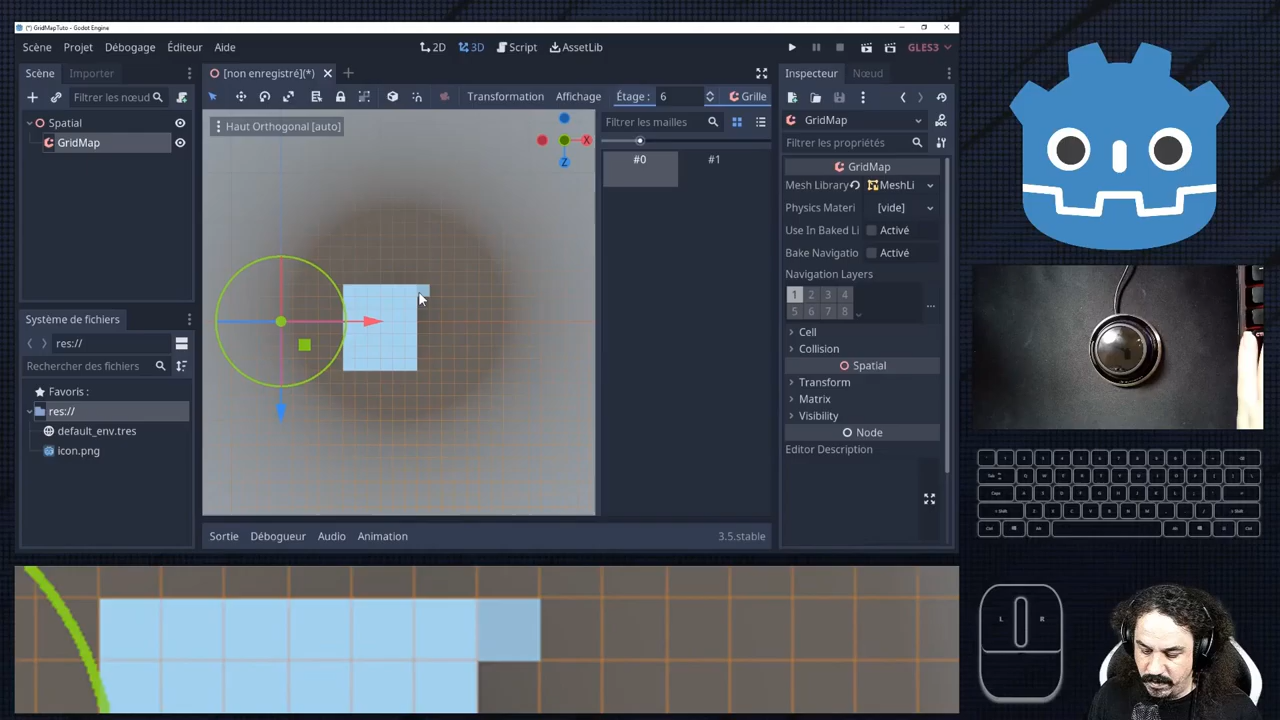 (*) GridMapTuto - Godot Engine
Scène Projet Débogage Éditeur Aide
2D 3D Script AssetLib
GLES3
Scène Importer
[non enregistré](*)
Inspecteur Nœud
Filtrer les nœud
Transformation Affichage Étage : 6 Grille
Spatial
GridMap
Haut Orthogonal [auto]
X
Z
Filtrer les mailles
#0 #1
GridMap
Filtrer les propriétés
GridMap
Mesh Library MeshLi
Physics Materi [vide]
Use In Baked Li Activé
Bake Navigatio Activé
Navigation Layers
1 2 3 4
5 6 7 8
Cell
Collision
Spatial
Transform
Matrix
Visibility
Node
Editor Description
Système de fichiers
res://
Rechercher des fichiers
Favoris :
res://
default_env.tres
icon.png
Sortie Débogueur Audio Animation 3.5.stable
L R